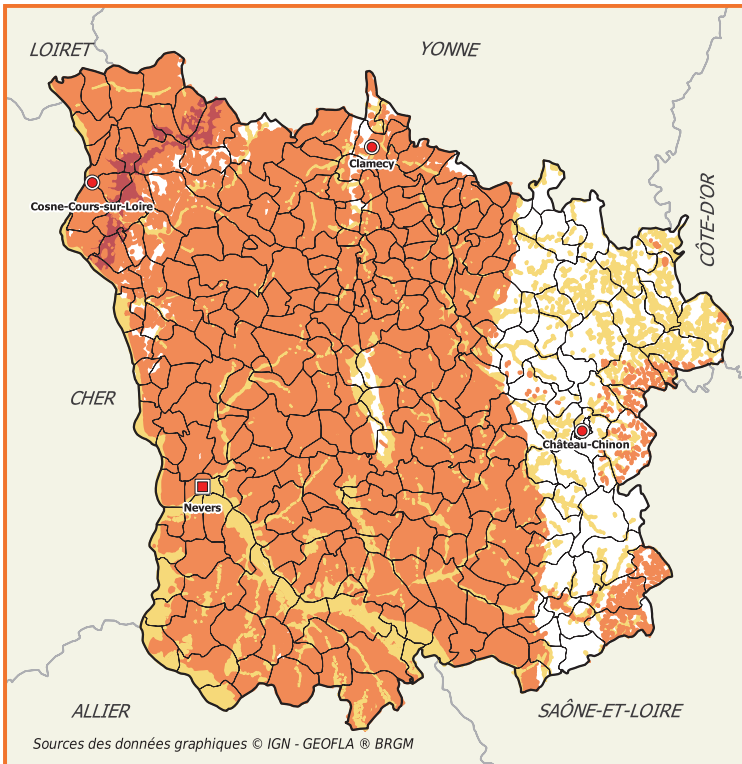 LOIRET
YONNE
Clamecy
Cosne-Cours-sur-Loire
CÔTE-D'OR
CHER
Château-Chinon
Nevers
ALLIER
SAÔNE-ET-LOIRE
Sources des données graphiques © IGN - GEOFLA ® BRGM